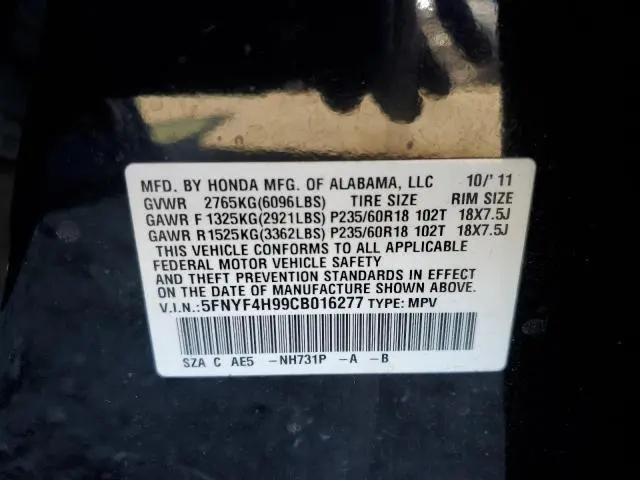 MFD. BY HONDA MFG. OF ALABAMA, LLC 10/'11
GVWR 2765KG(6096LBS) TIRE SIZE RIM SIZE
GAWR F 1325KG(2921LBS) P235/60R18 102T 18X7.5J
GAWR R 1525KG(3362LBS) P235/60R18 102T 18X7.5J
THIS VEHICLE CONFORMS TO ALL APPLICABLE
FEDERAL MOTOR VEHICLE SAFETY
AND THEFT PREVENTION STANDARDS IN EFFECT
ON THE DATE OF MANUFACTURE SHOWN ABOVE.
V.I.N.: 5FNYF4H99CB016277 TYPE: MPV
SZA C AE5 -NH731P -A -B